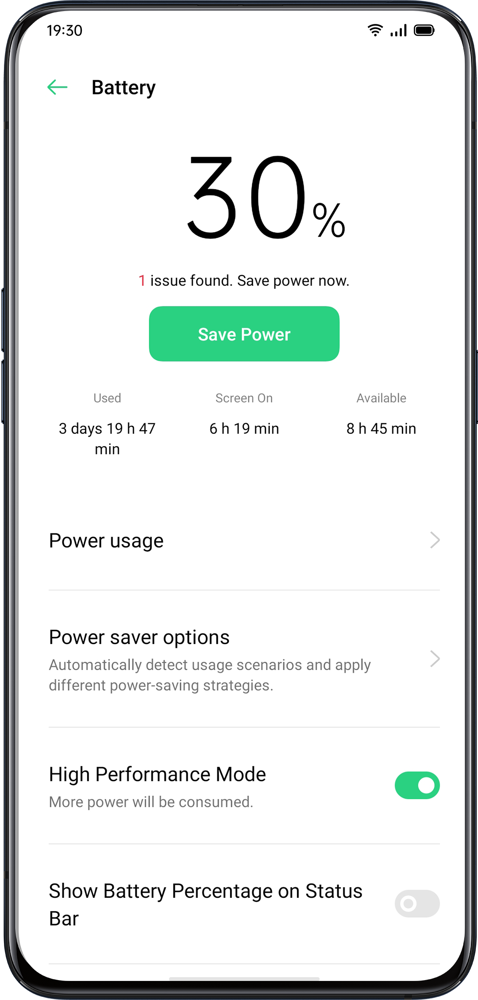 19:30
Battery
30%
1 issue found. Save power now.
Save Power
Used
Screen On
Available
3 days 19 h 47
min
6 h 19 min
8 h 45 min
Power usage
Power saver options
Automatically detect usage scenarios and apply
different power-saving strategies.
High Performance Mode
More power will be consumed.
Show Battery Percentage on Status
Bar